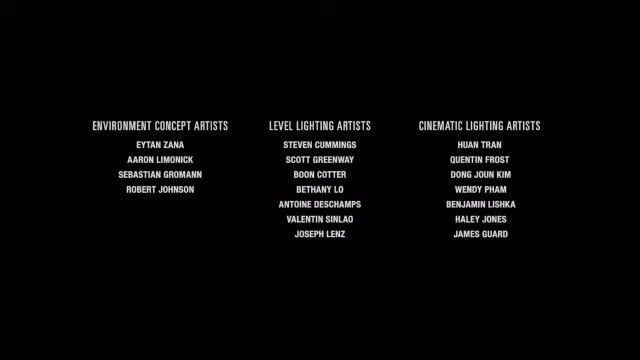 ENVIRONMENT CONCEPT ARTISTS
EYTAN ZANA
AARON LIMONICK
SEBASTIAN GROMANN
ROBERT JOHNSON
LEVEL LIGHTING ARTISTS
STEVEN CUMMINGS
SCOTT GREENWAY
BOON COTTER
BETHANY LO
ANTOINE DESCHAMPS
VALENTIN SINLAO
JOSEPH LENZ
CINEMATIC LIGHTING ARTISTS
HUAN TRAN
QUENTIN FROST
DONG JOUN KIM
WENDY PHAM
BENJAMIN LISHKA
HALEY JONES
JAMES GUARD